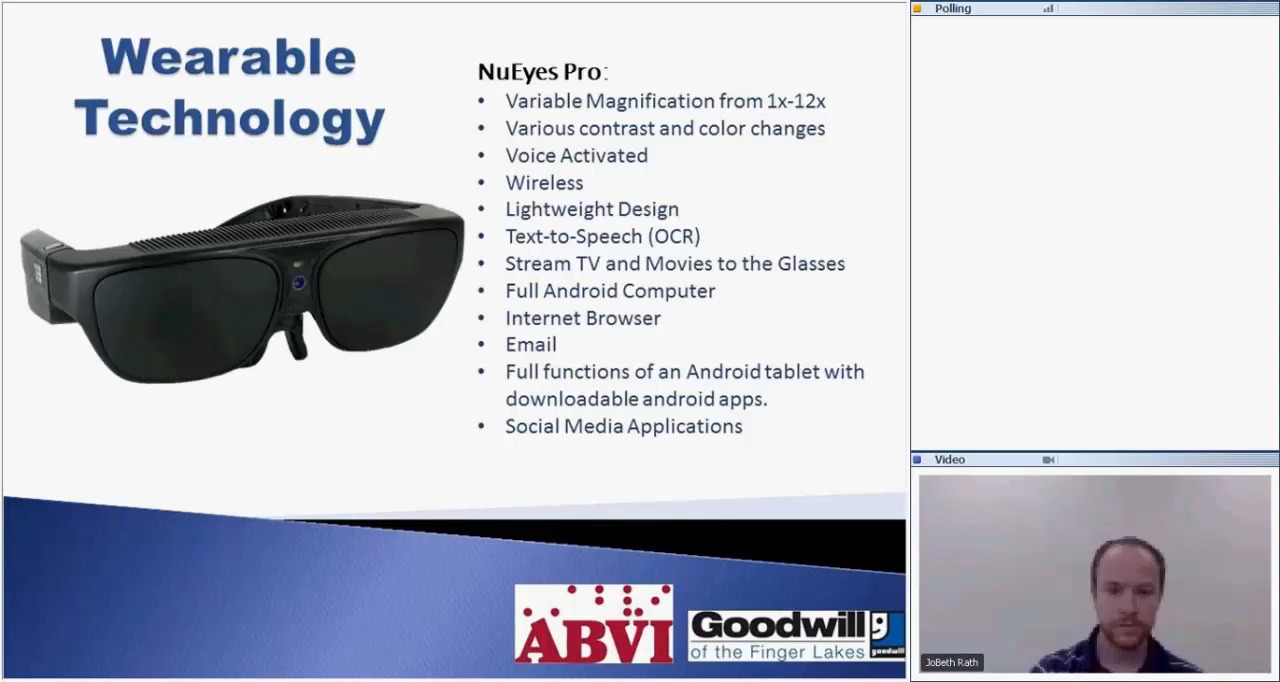 Wearable
Technology
NuEyes Pro:
• Variable Magnification from 1x-12x
• Various contrast and color changes
• Voice Activated
• Wireless
• Lightweight Design
• Text-to-Speech (OCR)
• Stream TV and Movies to the Glasses
• Full Android Computer
• Internet Browser
• Email
• Full functions of an Android tablet with
downloadable android apps.
• Social Media Applications
ABVI
Goodwill
of the Finger Lakes
goodwill
Polling
Video
JoBeth Rath